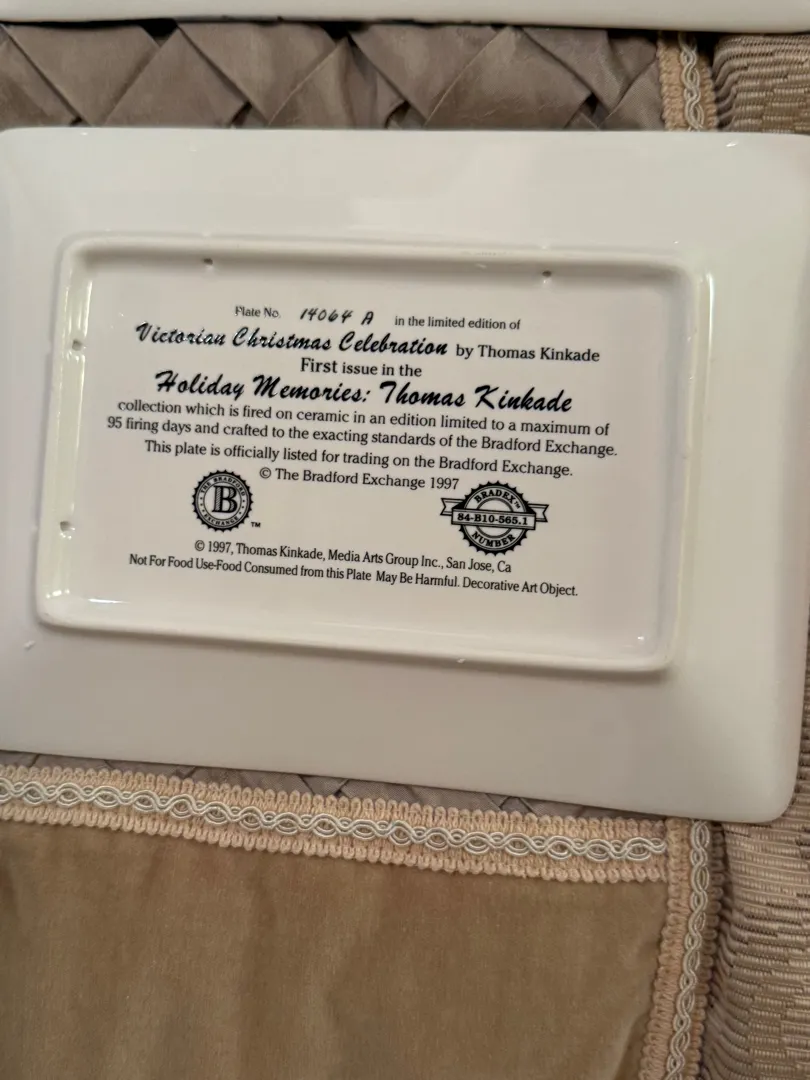 Plate No. 14064 A in the limited edition of
Victorian Christmas Celebration by Thomas Kinkade
First issue in the
Holiday Memories: Thomas Kinkade
collection which is fired on ceramic in an edition limited to a maximum of
95 firing days and crafted to the exacting standards of the Bradford Exchange.
This plate is officially listed for trading on the Bradford Exchange.
© The Bradford Exchange 1997
THE BRADFORD
B
EXCHANGE
™
BRADEX™
84-B10-565.1
NUMBER
© 1997, Thomas Kinkade, Media Arts Group Inc., San Jose, Ca
Not For Food Use-Food Consumed from this Plate May Be Harmful. Decorative Art Object.